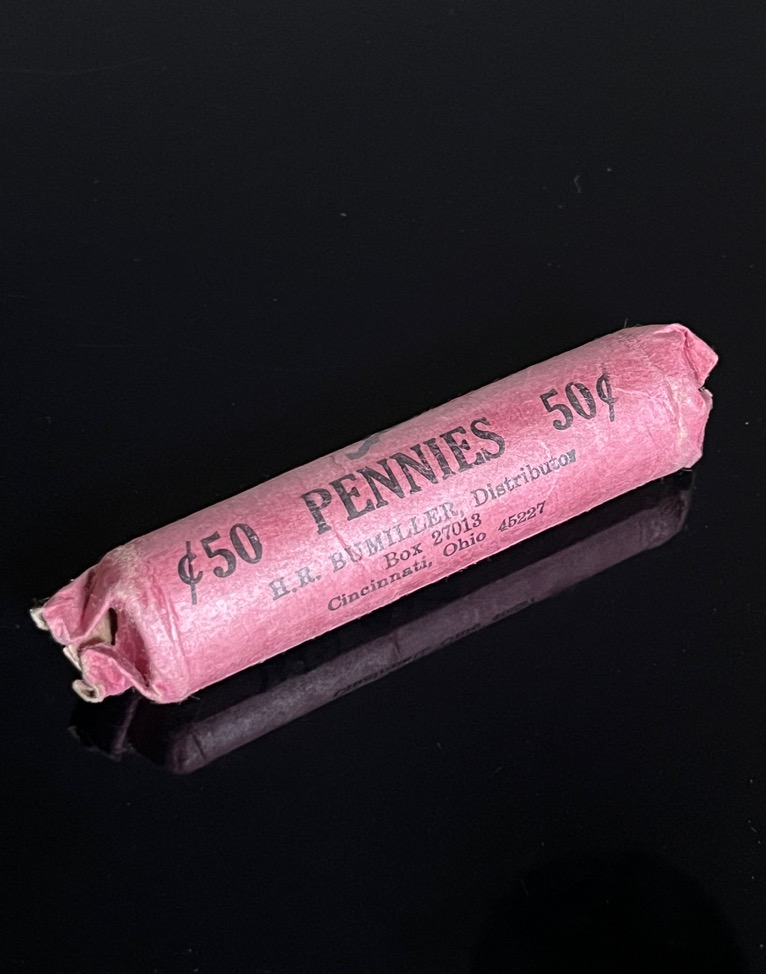 ¢50 PENNIES 50¢
H.R. BUMILLER, Distributor
Box 27013
Cincinnati, Ohio 45227